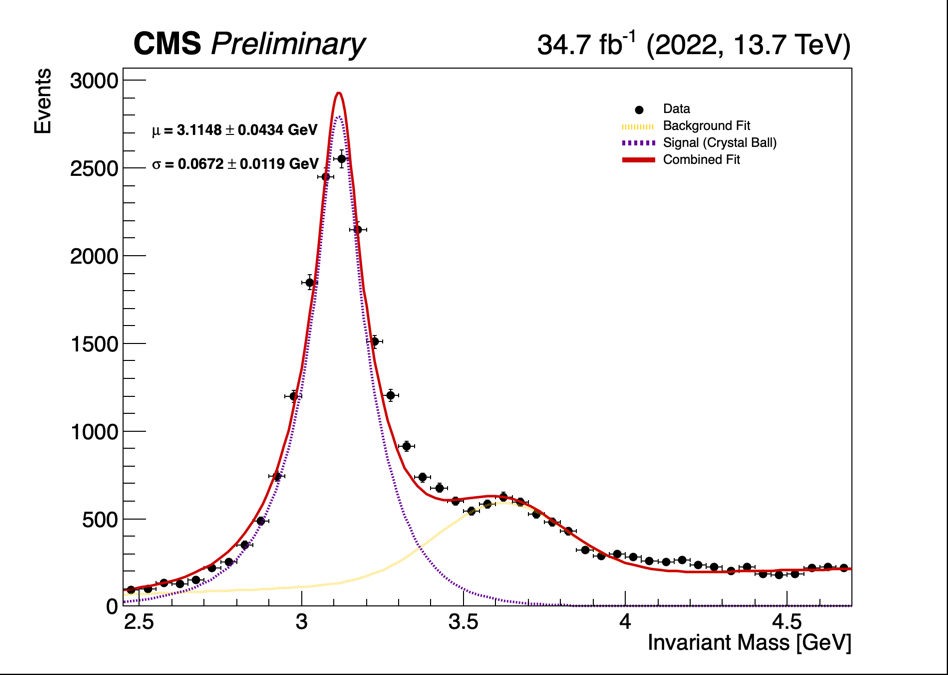 CMS Preliminary
34.7 fb⁻¹ (2022, 13.7 TeV)
Events
3000
2500
2000
1500
1000
500
0
μ = 3.1148 ± 0.0434 GeV
σ = 0.0672 ± 0.0119 GeV
Data
Background Fit
Signal (Crystal Ball)
Combined Fit
2.5 3 3.5 4 4.5
Invariant Mass [GeV]